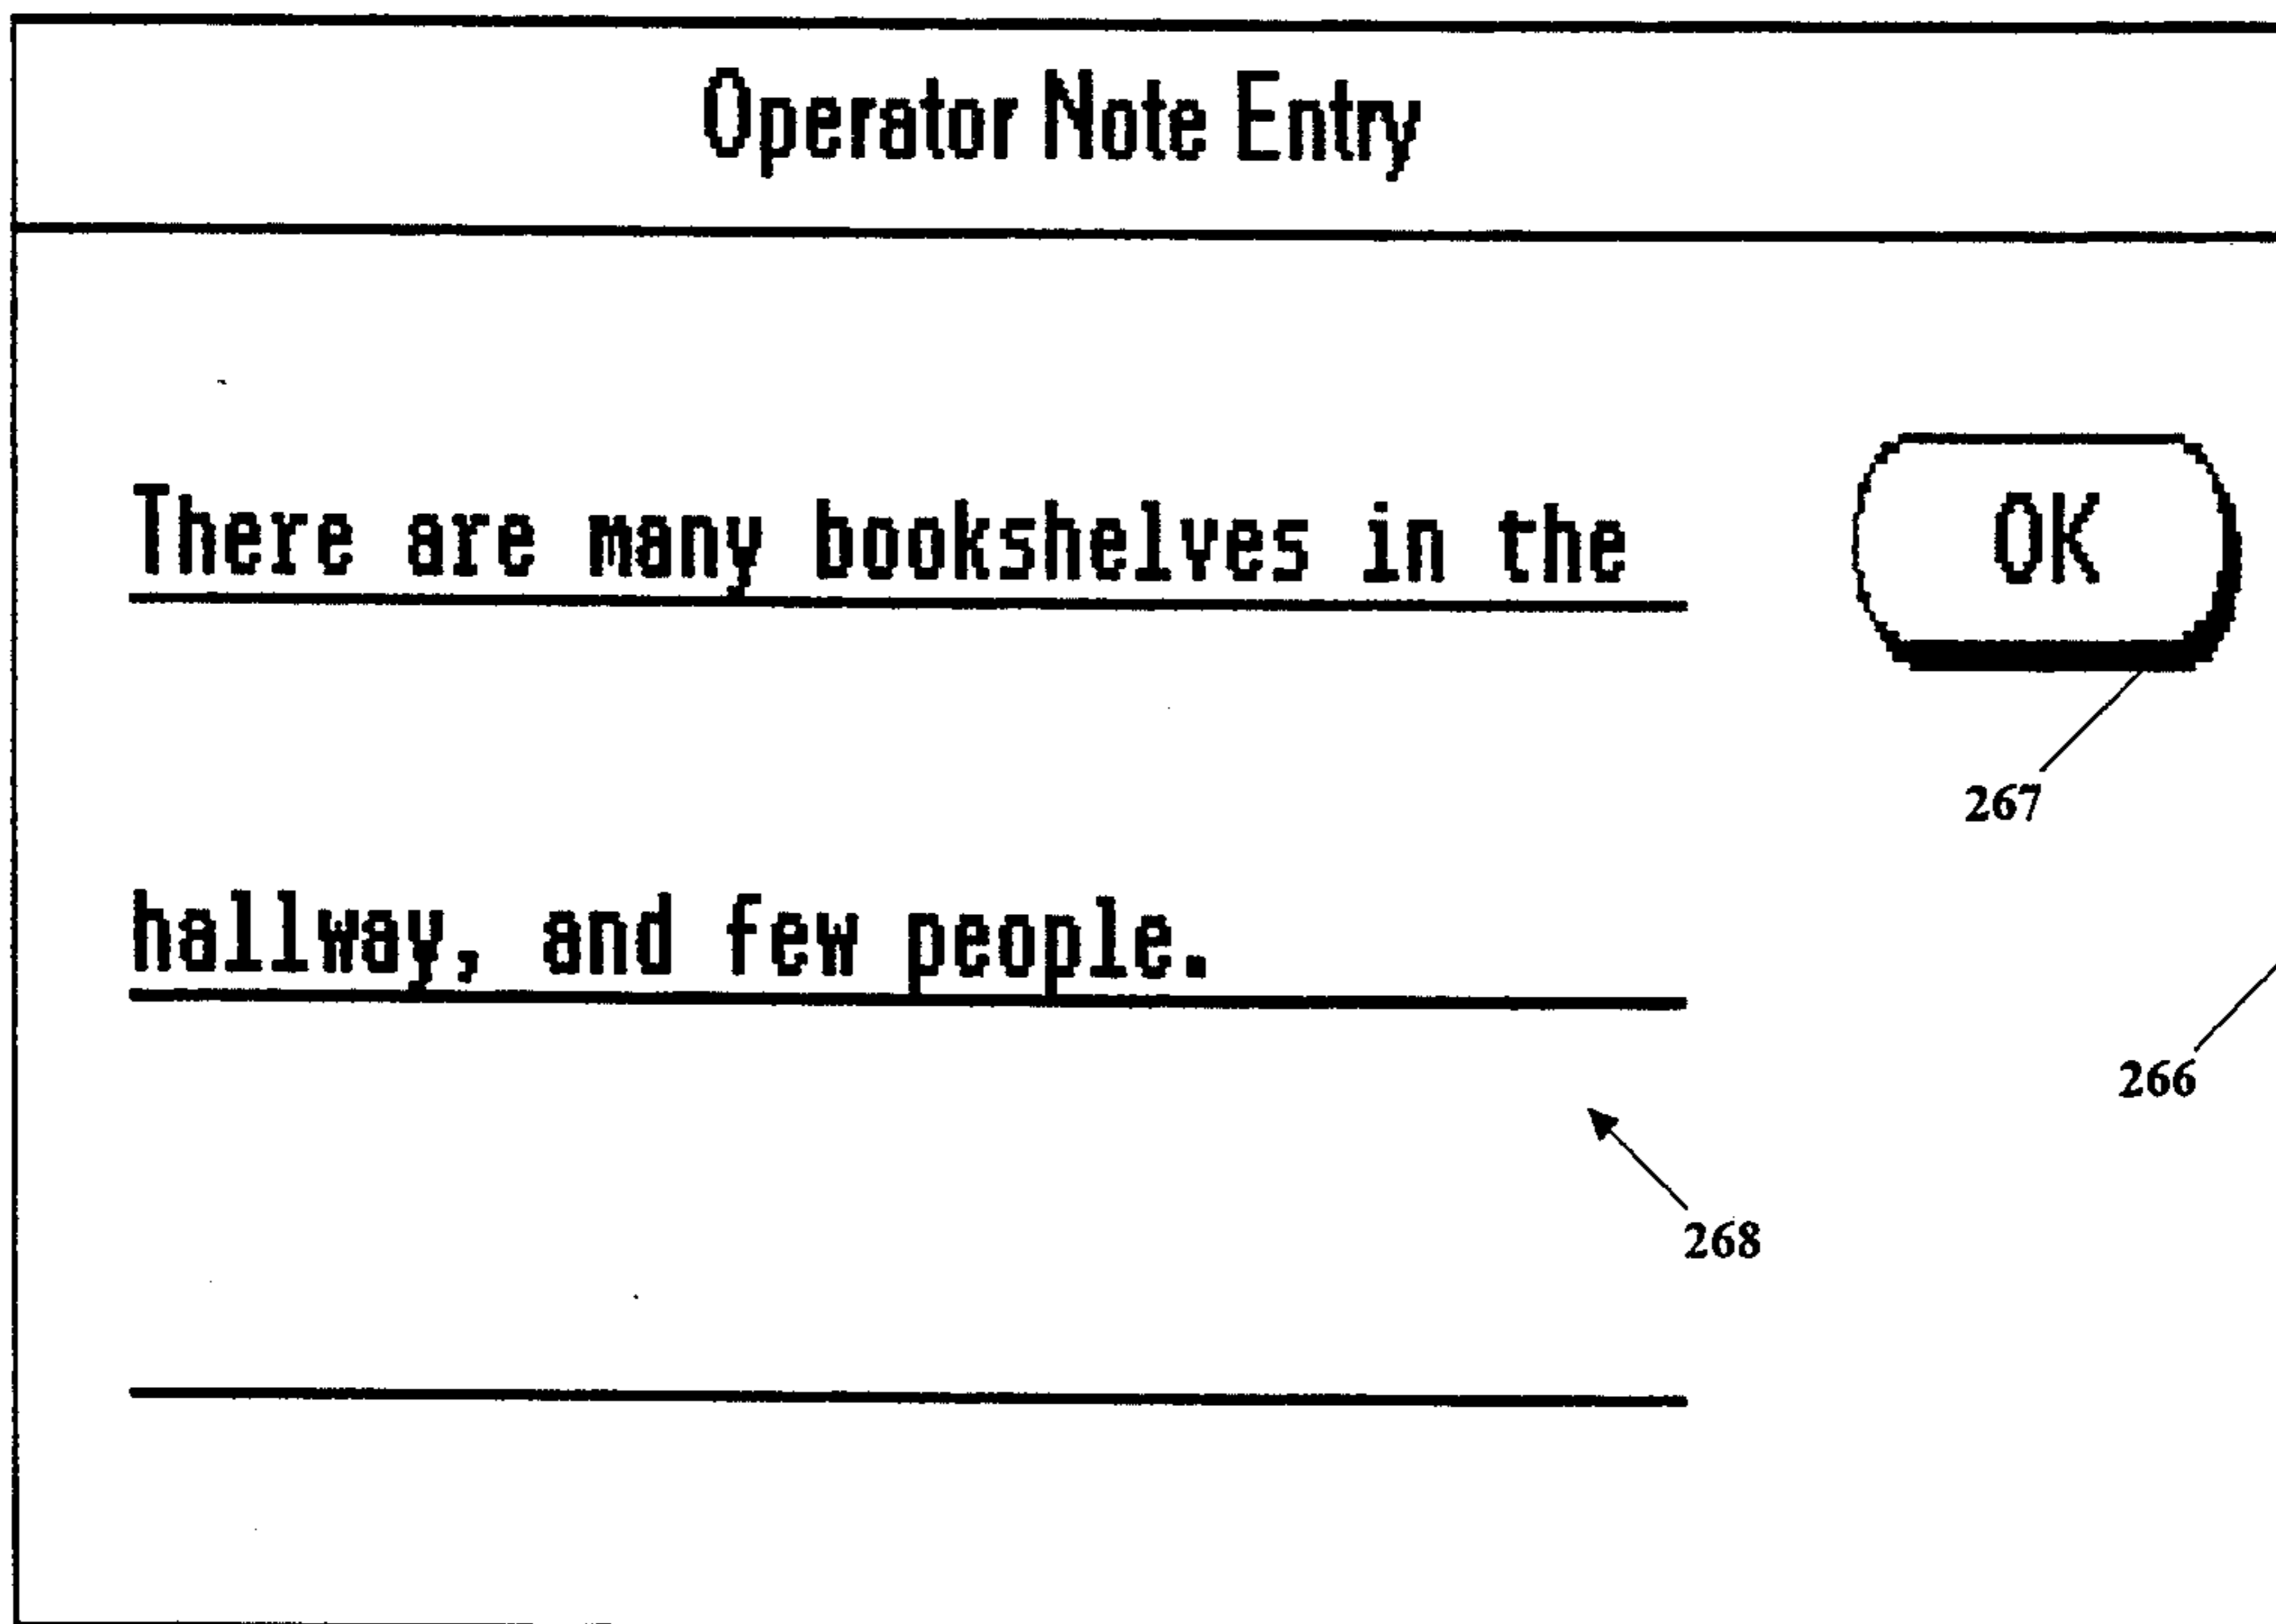 Operator Note Entry
There are many bookshelves in the
OK
267
hallway, and few people.
266
268